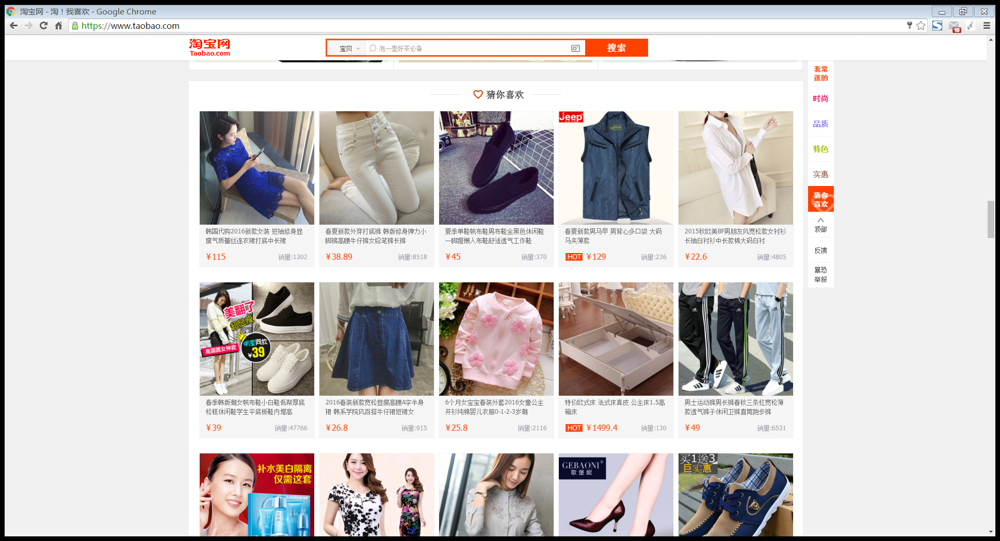 淘宝网 - 淘！我喜欢 - Google Chrome
https://www.taobao.com
10
淘宝网
Taobao.com
宝贝
泡一壶好茶必备
搜索
猜你喜欢
Jeep
韩国代购2016新款女装 短袖修身显
瘦气质蕾丝连衣裙打底中长裙
¥115
销量:1302
春夏新款外穿打底裤 韩版修身弹力小
脚裤高腰牛仔裤女铅笔裤长裤
¥38.89
销量:8518
夏季单鞋帆布鞋男布鞋全黑色休闲鞋
一脚蹬懒人布鞋舒适透气工作鞋
¥45
销量:370
春夏新款男马甲 男背心多口袋 大码
马夹薄款
HOT
¥129
销量:236
2015秋欧美BF男朋友风宽松款女衬衫
长袖白衬衫中长款棉大码白衬
¥22.6
销量:4805
美翻了
超显瘦
明星同款
¥39
高圆圆女神款
春季韩版潮女帆布鞋小白鞋低帮厚底
松糕休闲鞋学生平底板鞋内增高
¥39
销量:47766
2016春装新款宽松显瘦高腰A字半身
裙 韩系学院风百搭牛仔裙短裙女
¥26.8
销量:915
6个月女宝宝春装外套2016女童公主
开衫纯棉婴儿衣服0-1-2-3岁潮
¥25.8
销量:2116
特价欧式床 法式床真皮 公主床1.5高
箱床
HOT
¥1499.4
销量:130
男士运动裤男长裤春秋三条杠宽松薄
款透气裤子休闲卫裤直筒跑步裤
¥49
销量:6531
补水美白隔离
仅需这套
GEBAONI
歌堡妮
买1送3
巨实惠
我常
逛的
时尚
品质
特色
实惠
猜你
喜欢
顶部
反馈
暴恐
举报